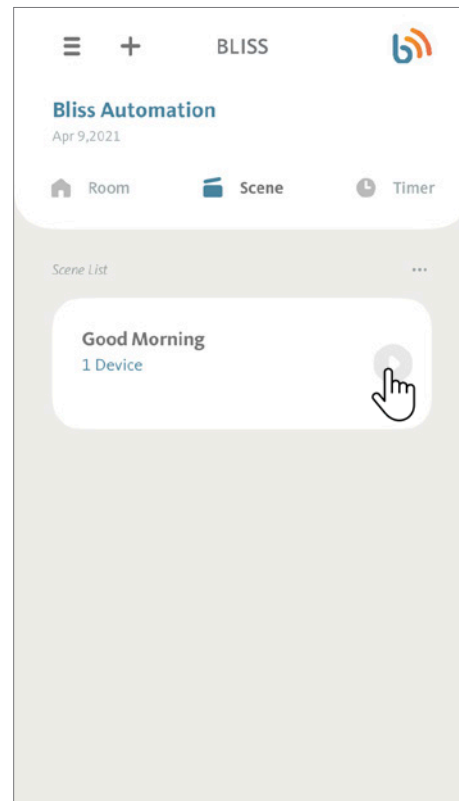 BLISS
Bliss Automation
Apr 9,2021
Room Scene Timer
Scene List
Good Morning
1 Device